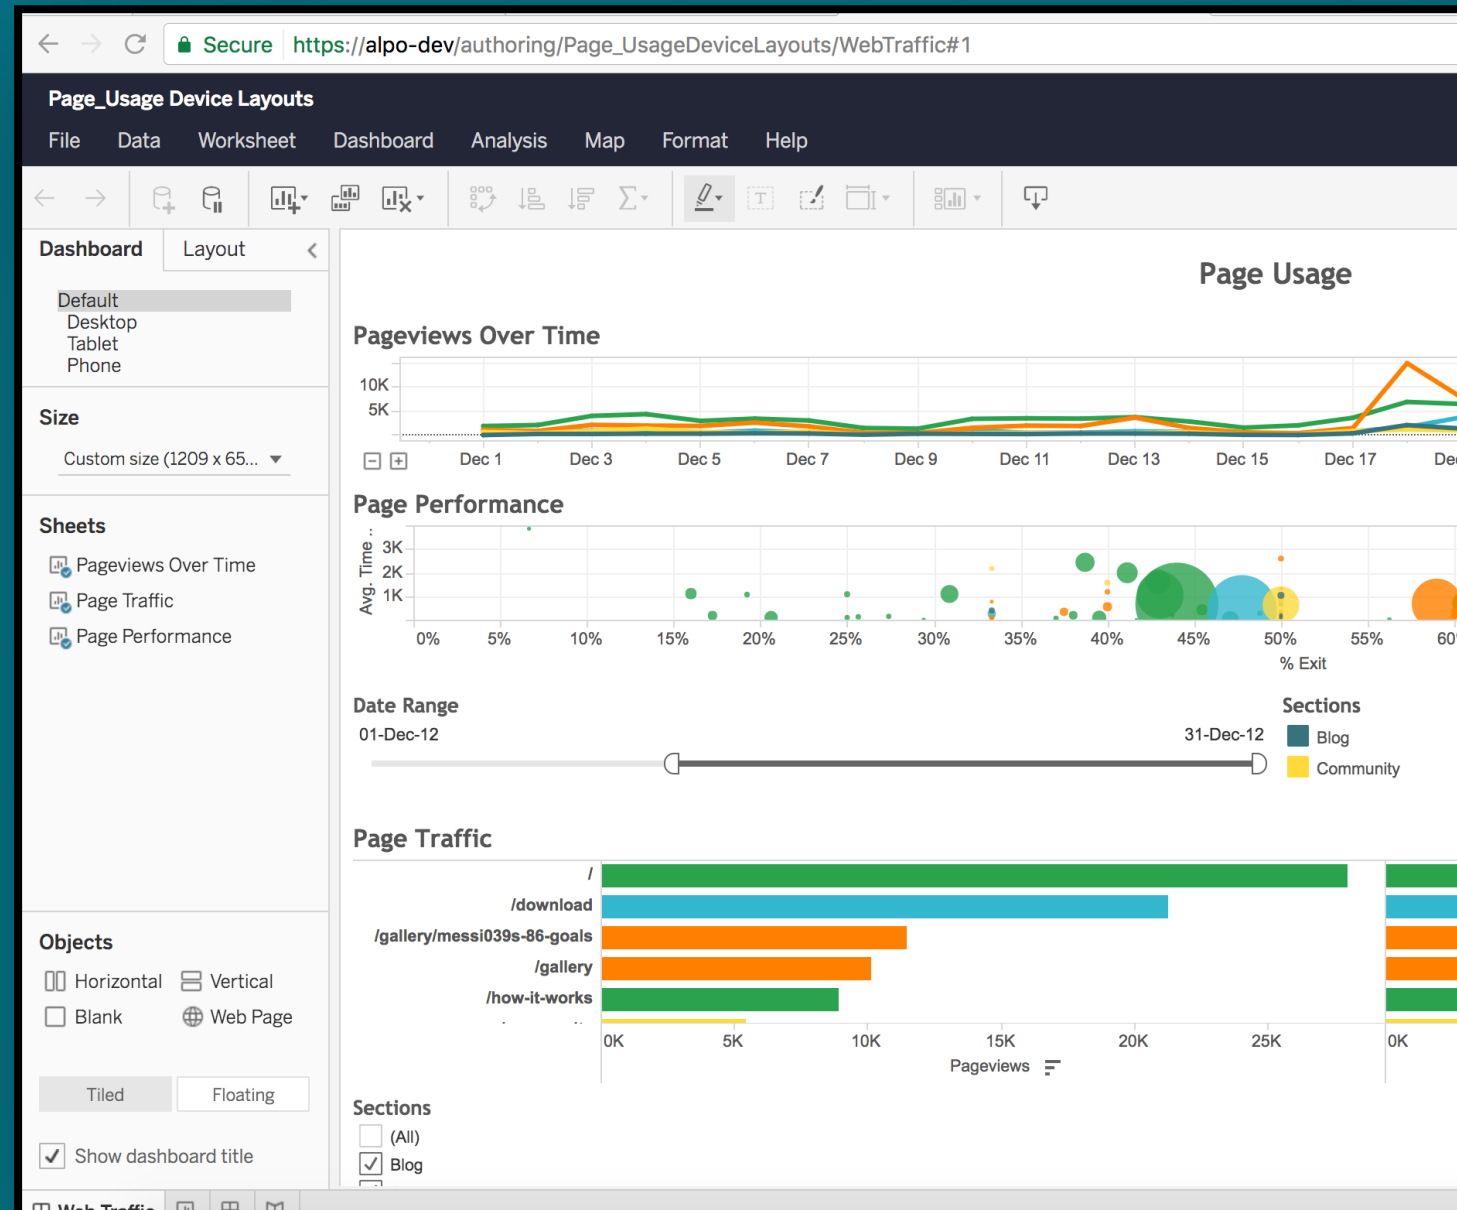 Secure https://alpo-dev/authoring/Page_UsageDeviceLayouts/WebTraffic#1
Page_Usage Device Layouts
File Data Worksheet Dashboard Analysis Map Format Help
Dashboard Layout
Default
Desktop
Tablet
Phone
Size
Custom size (1209 x 65...
Sheets
Pageviews Over Time
Page Traffic
Page Performance
Objects
Horizontal Vertical
Blank Web Page
Tiled Floating
Show dashboard title
Web Traffic
Page Usage
Pageviews Over Time
10K
5K
Dec 1 Dec 3 Dec 5 Dec 7 Dec 9 Dec 11 Dec 13 Dec 15 Dec 17
Page Performance
Avg. Time ..
3K
2K
1K
0% 5% 10% 15% 20% 25% 30% 35% 40% 45% 50% 55% 60
% Exit
Date Range
01-Dec-12 31-Dec-12
Sections
Blog
Community
Page Traffic
/
/download
/gallery/messi039s-86-goals
/gallery
/how-it-works
0K 5K 10K 15K 20K 25K 0K
Pageviews
Sections
(All)
Blog